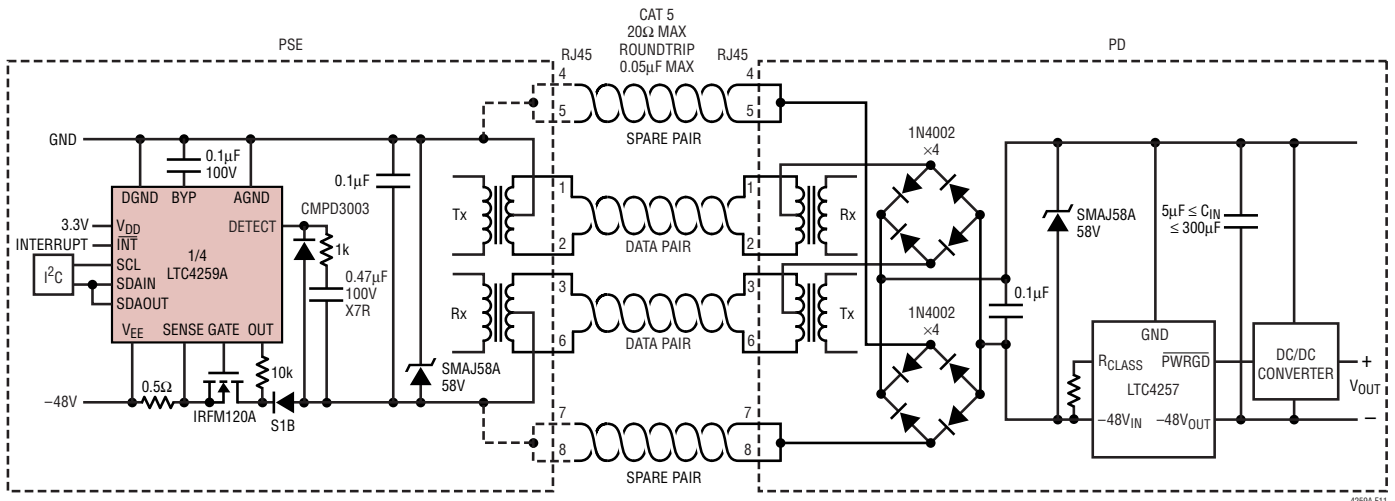 PSE
RJ45
CAT 5
20Ω MAX
ROUNDTRIP
0.05μF MAX
RJ45
PD
4
5
4
5
SPARE PAIR
GND
0.1μF
100V
DGND BYP AGND
CMPD3003
DETECT
3.3V
VDD
INTERRUPT
INT
I2C
SCL
SDAIN
SDAOUT
1/4
LTC4259A
VEE SENSE GATE OUT
1k
0.47μF
100V
X7R
0.1μF
10k
0.5Ω
–48V
IRFM120A
S1B
SMAJ58A
58V
Tx
1
2
DATA PAIR
1
2
Rx
Rx
3
6
DATA PAIR
3
6
Tx
7
8
SPARE PAIR
7
8
1N4002
×4
1N4002
×4
0.1μF
SMAJ58A
58V
5μF ≤ CIN
≤ 300μF
GND
RCLASS
PWRGD
LTC4257
–48VIN
–48VOUT
DC/DC
CONVERTER
+
VOUT
–
4259A F11